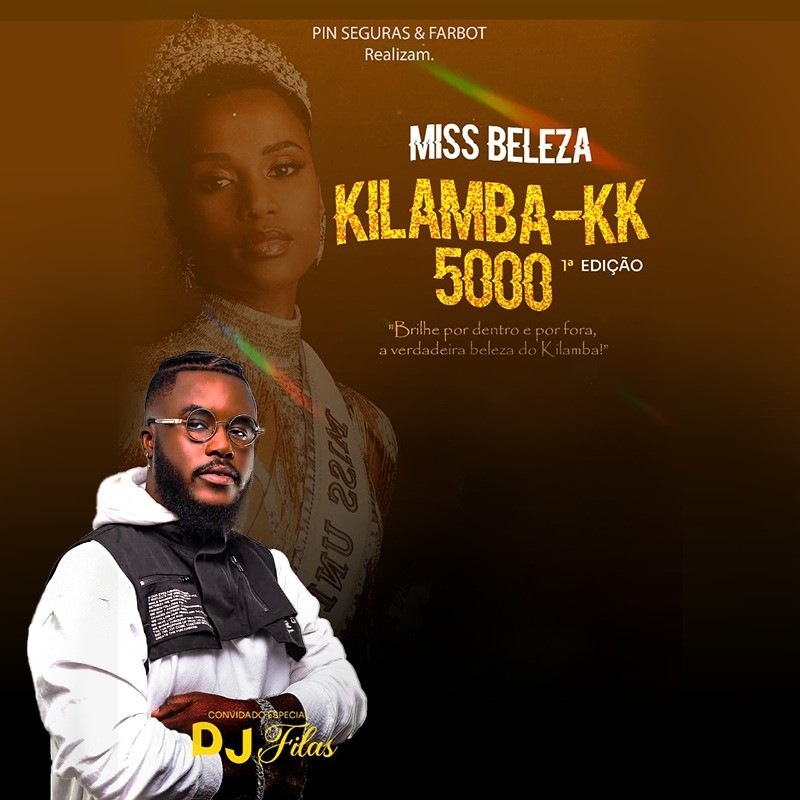 PIN SEGURAS & FARBOT
Realizam.
MISS BELEZA
KILAMBA-KK
5000 1ª EDIÇÃO
"Brilhe por dentro e por fora,
a verdadeira beleza do Kilamba!"
MISS UNI
CONVIDADO ESPECIAL
DJ Filas